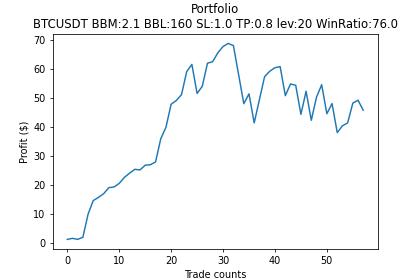 Portfolio
BTCUSDT BBM:2.1 BBL:160 SL:1.0 TP:0.8 lev:20 WinRatio:76.0
70
60
50
40
30
20
10
0
Profit ($)
0 10 20 30 40 50
Trade counts